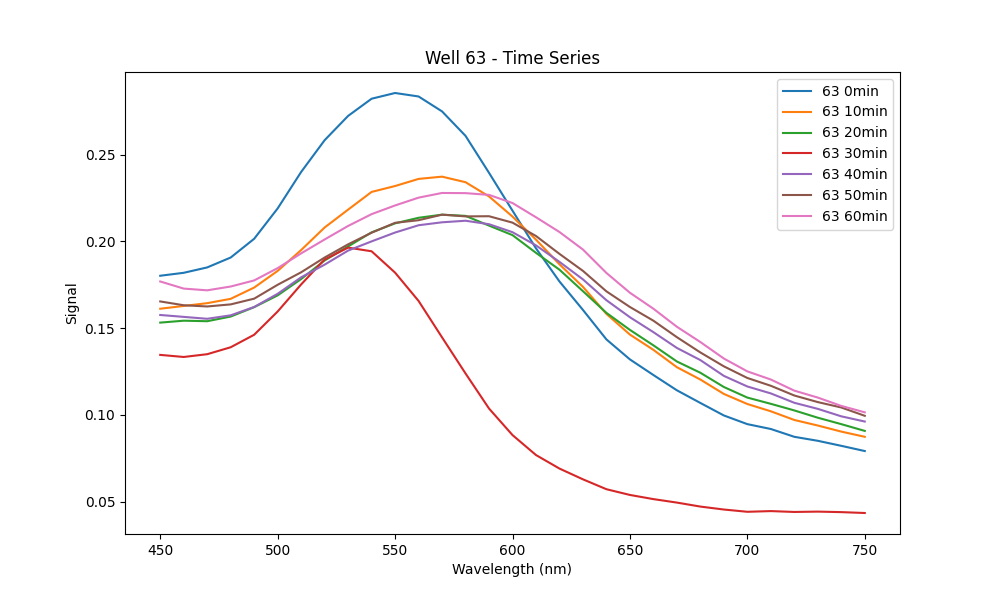 Well 63 - Time Series
63 0min
63 10min
63 20min
63 30min
63 40min
63 50min
63 60min
Signal
0.25
0.20
0.15
0.10
0.05
450 500 550 600 650 700 750
Wavelength (nm)